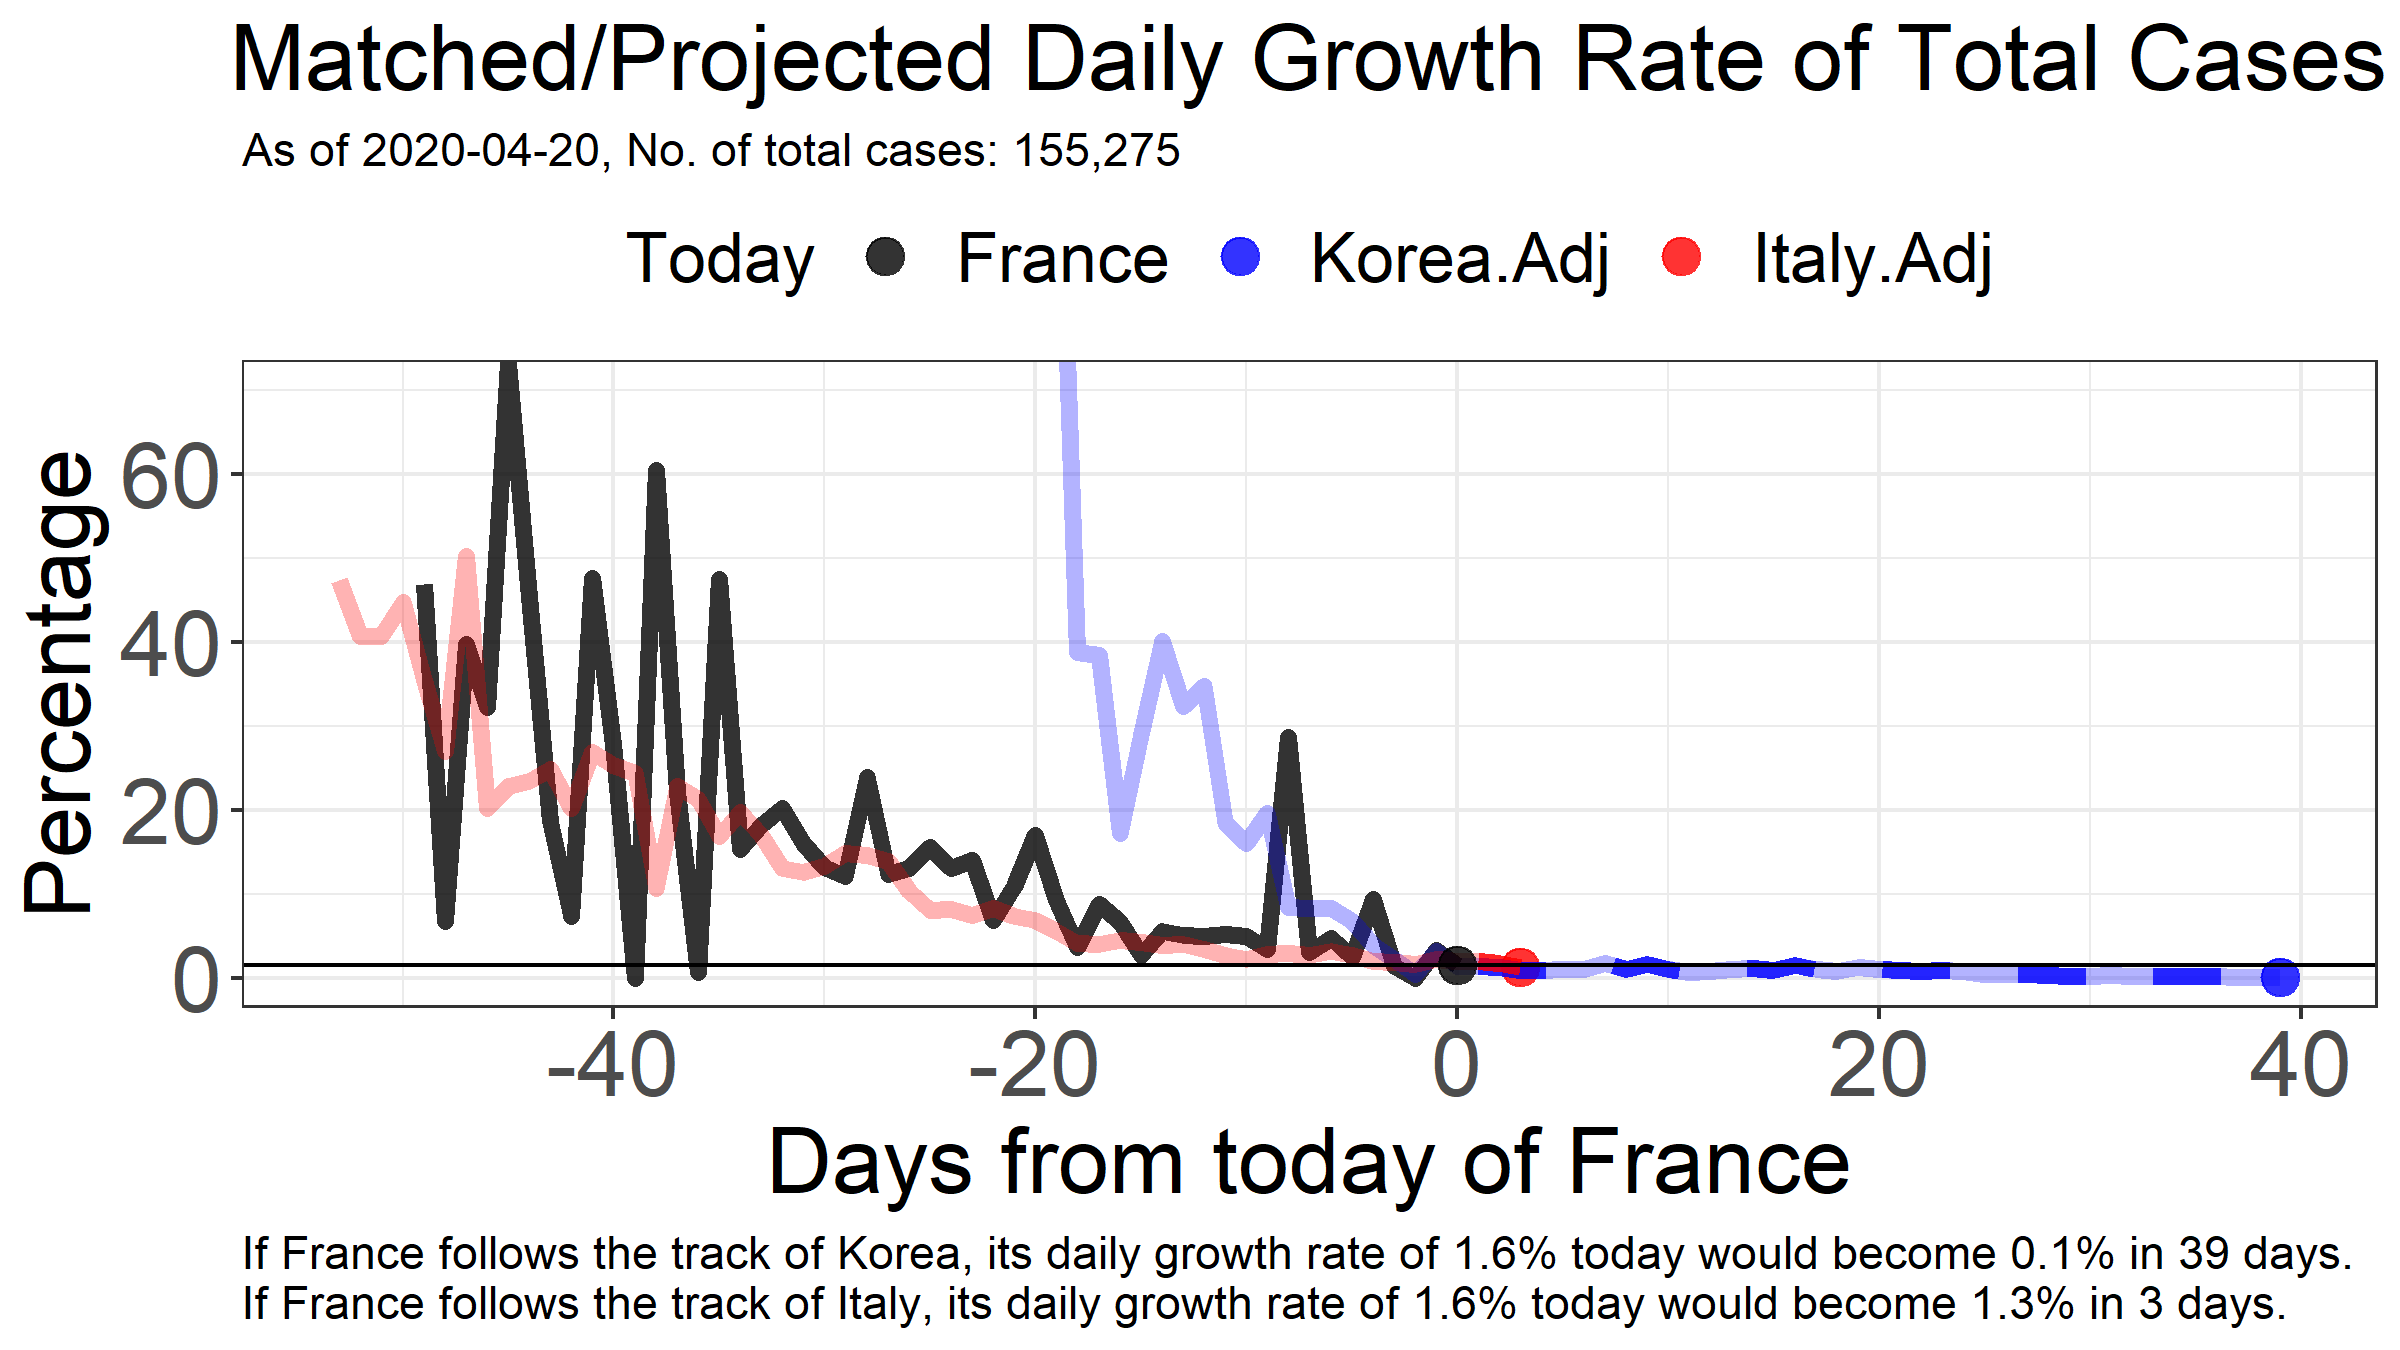 Matched/Projected Daily Growth Rate of Total Cases
As of 2020-04-20, No. of total cases: 155,275
Today France Korea.Adj Italy.Adj
Percentage
60
40
20
0
-40 -20 0 20 40
Days from today of France
If France follows the track of Korea, its daily growth rate of 1.6% today would become 0.1% in 39 days.
If France follows the track of Italy, its daily growth rate of 1.6% today would become 1.3% in 3 days.